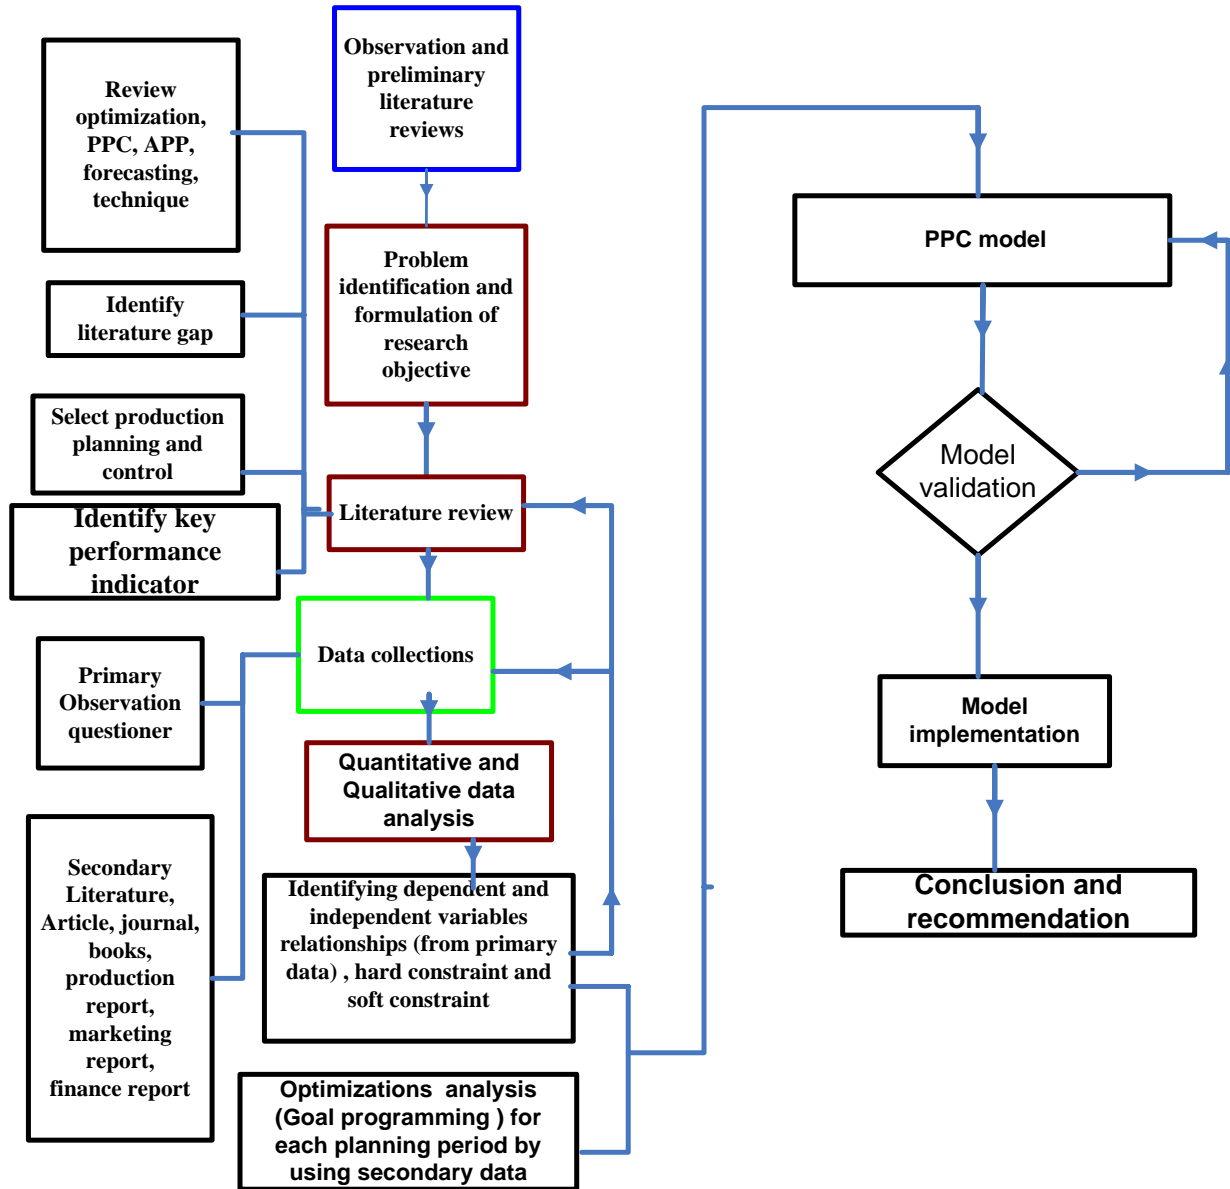 Observation and
preliminary
literature
reviews
Review
optimization,
PPC, APP,
forecasting,
technique
Problem
identification and
formulation of
research
objective
Identify
literature gap
Select production
planning and
control
Literature review
Identify key
performance
indicator
Data collections
Primary
Observation
questioner
Quantitative and
Qualitative data
analysis
Secondary
Literature,
Article, journal,
books,
production
report,
marketing
report,
finance report
Identifying dependent and
independent variables
relationships (from primary
data) , hard constraint and
soft constraint
Optimizations analysis
(Goal programming ) for
each planning period by
using secondary data
PPC model
Model
validation
Model
implementation
Conclusion and
recommendation